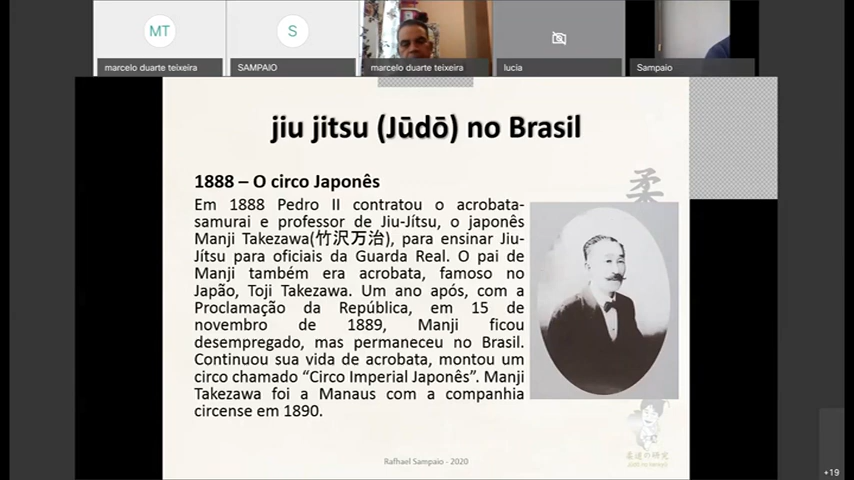 MT
S
marcelo duarte teixeira
SAMPAIO
marcelo duarte teixeira
lucia
Sampaio
jiu jitsu (Jūdō) no Brasil
1888 – O circo Japonês
Em 1888 Pedro II contratou o acrobata-
samurai e professor de Jiu-Jítsu, o japonês
Manji Takezawa(竹沢万治), para ensinar Jiu-
Jítsu para oficiais da Guarda Real. O pai de
Manji também era acrobata, famoso no
Japão, Toji Takezawa. Um ano após, com a
Proclamação da República, em 15 de
novembro de 1889, Manji ficou
desempregado, mas permaneceu no Brasil.
Continuou sua vida de acrobata, montou um
circo chamado “Circo Imperial Japonês”. Manji
Takezawa foi a Manaus com a companhia
circense em 1890.
柔
柔道の研究
Rafhael Sampaio - 2020
+19